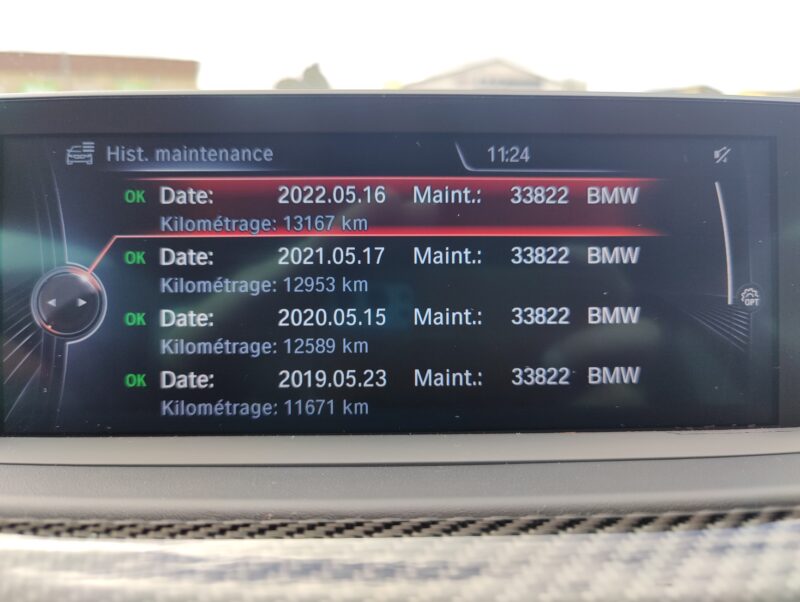 Hist. maintenance 11:24
OK Date: 2022.05.16 Maint.: 33822 BMW
Kilométrage: 13167 km
OK Date: 2021.05.17 Maint.: 33822 BMW
Kilométrage: 12953 km
OK Date: 2020.05.15 Maint.: 33822 BMW
Kilométrage: 12589 km
OPT
OK Date: 2019.05.23 Maint.: 33822 BMW
Kilométrage: 11671 km